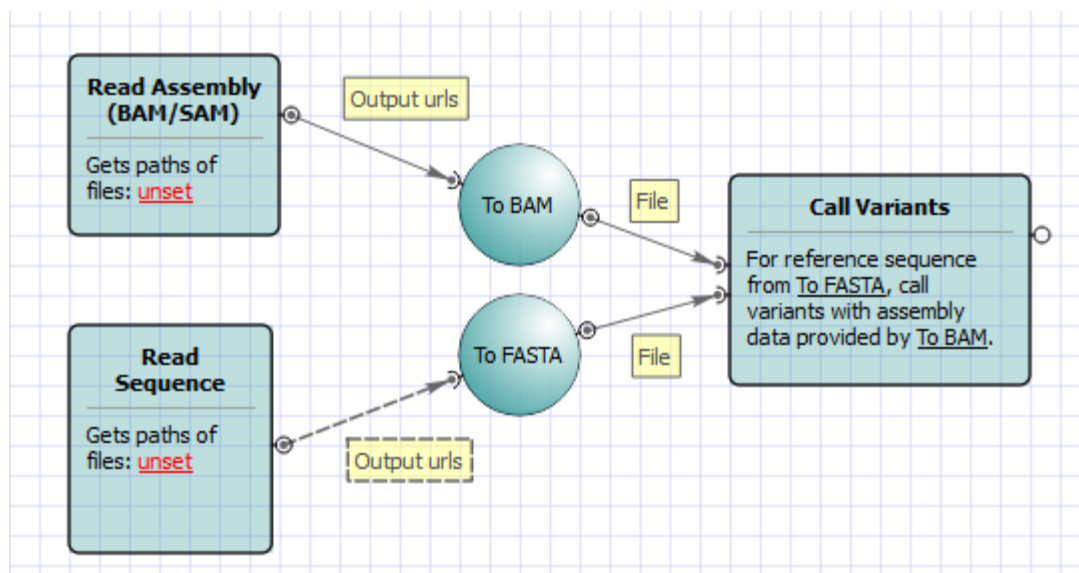 Read Assembly
(BAM/SAM)
Gets paths of
files: unset
Output urls
To BAM
File
Call Variants
For reference sequence
from To FASTA, call
variants with assembly
data provided by To BAM.
Read
Sequence
Gets paths of
files: unset
Output urls
To FASTA
File